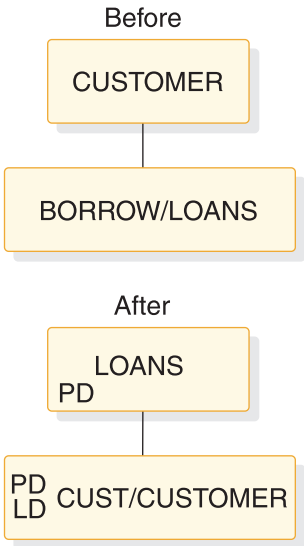 Before
CUSTOMER
BORROW/LOANS
After
LOANS
PD
PD
LD
CUST/CUSTOMER